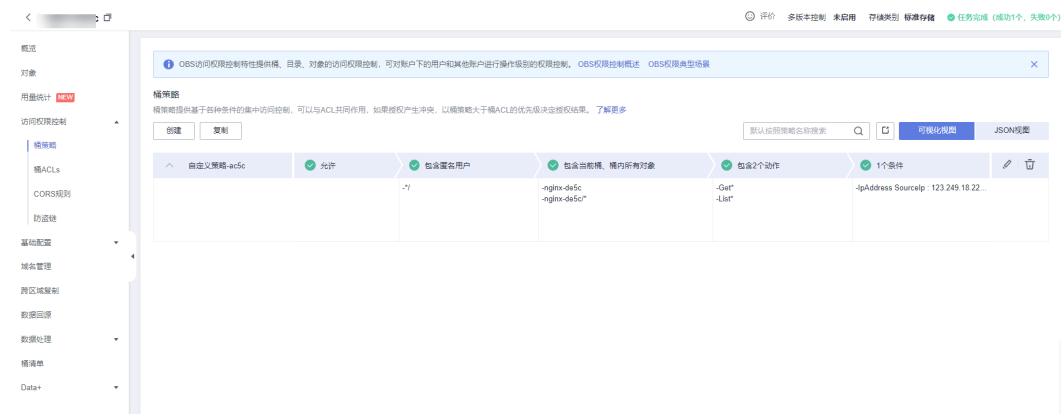 评价 多版本控制 未启用 存储类别 标准存储 任务完成 (成功1个, 失败0个)
概览
对象
用量统计 NEW
访问权限控制
桶策略
桶ACLs
CORS规则
防盗链
基础配置
域名管理
跨区域复制
数据回源
数据处理
桶清单
Data+
OBS访问权限控制特性提供桶、目录、对象的访问权限控制, 可对账户下的用户和其他账户进行操作级别的权限控制。 OBS权限控制概述 OBS权限典型场景
桶策略
桶策略提供基于各种条件的集中访问控制, 可以与ACL共同作用, 如果授权产生冲突, 以桶策略大于桶ACL的优先级决定授权结果。 了解更多
创建 复制 默认按照策略名称搜索 可视化视图 JSON视图
自定义策略-ac5c 允许 包含匿名用户 包含当前桶、桶内所有对象 包含2个动作 1个条件
-*/ -nginx-de5c -Get* -IpAddress SourceIp : 123.249.18.22...
-nginx-de5c/* -List*